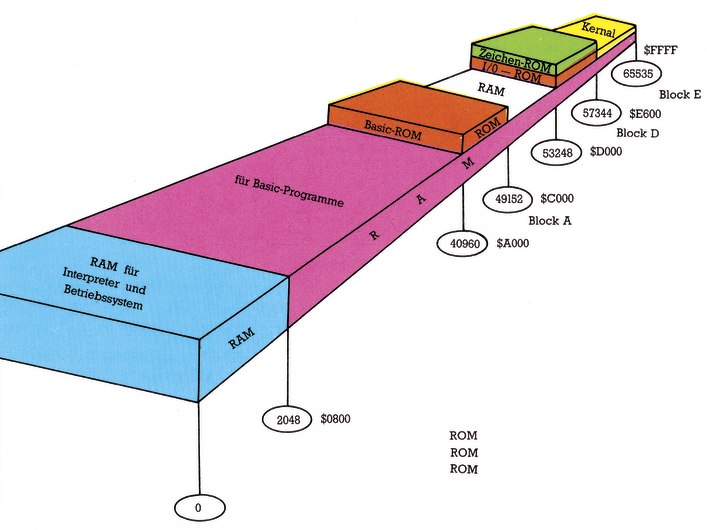 Kernal
$FFFF
65535
Block E
Zeichen-ROM
I/0 — ROM
57344
$E600
Block D
RAM
53248
$D000
Basic-ROM
ROM
49152
$C000
Block A
40960
$A000
für Basic-Programme
R A M
RAM für
Interpreter und
Betriebssystem
RAM
2048
$0800
0
ROM
ROM
ROM